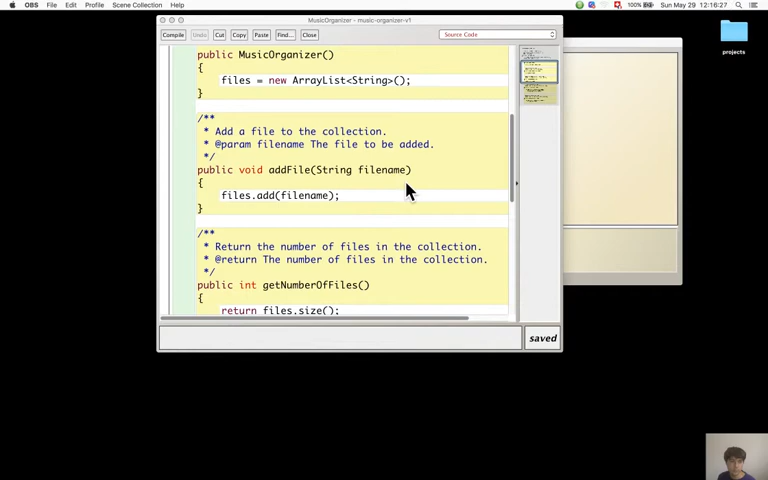 OBS File Edit Profile Scene Collection Help 100% Sun May 29 12:16:27
MusicOrganizer - music-organizer-v1
Compile Undo Cut Copy Paste Find... Close Source Code
public MusicOrganizer()
{
files = new ArrayList<String>();
}
/**
* Add a file to the collection.
* @param filename The file to be added.
*/
public void addFile(String filename)
{
files.add(filename);
}
/**
* Return the number of files in the collection.
* @return The number of files in the collection.
*/
public int getNumberOfFiles()
{
return files.size();
saved
projects